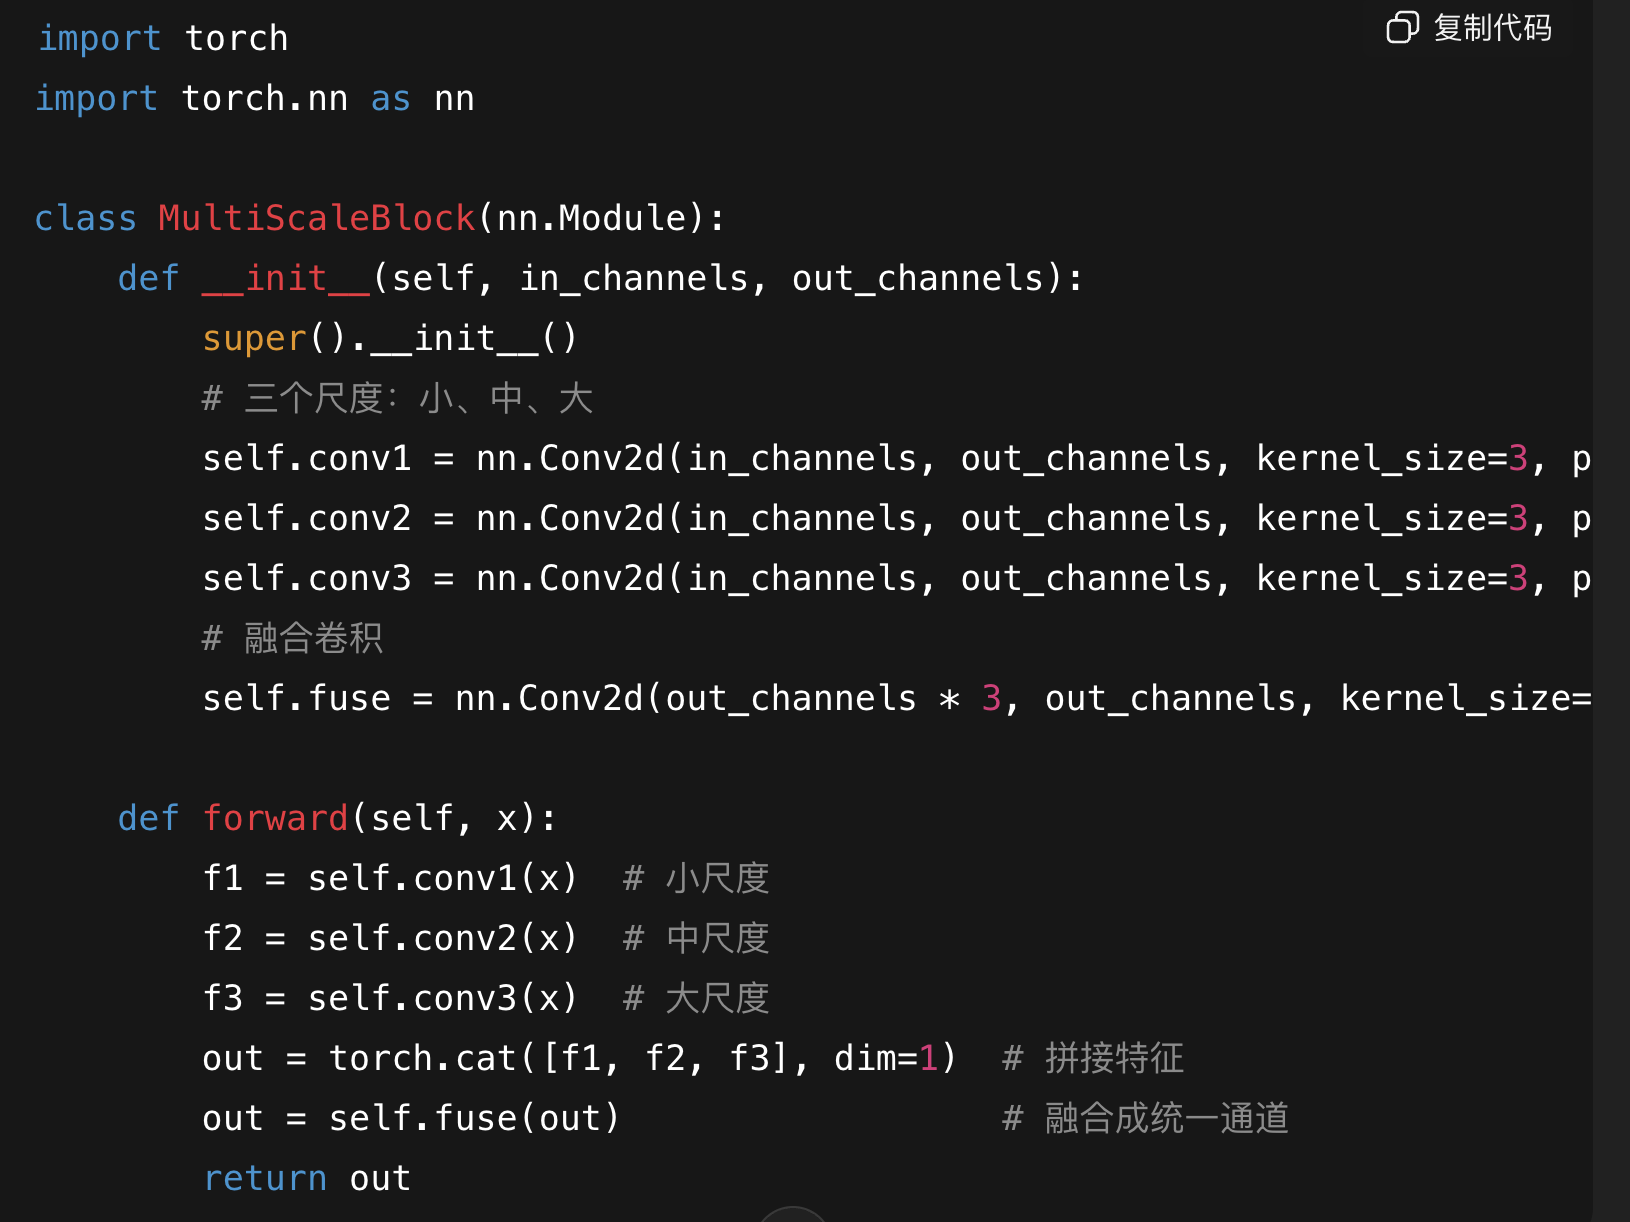 复制代码
import torch
import torch.nn as nn
class MultiScaleBlock(nn.Module):
    def __init__(self, in_channels, out_channels):
        super().__init__()
        # 三个尺度：小、中、大
        self.conv1 = nn.Conv2d(in_channels, out_channels, kernel_size=3, p
        self.conv2 = nn.Conv2d(in_channels, out_channels, kernel_size=3, p
        self.conv3 = nn.Conv2d(in_channels, out_channels, kernel_size=3, p
        # 融合卷积
        self.fuse = nn.Conv2d(out_channels * 3, out_channels, kernel_size=
    def forward(self, x):
        f1 = self.conv1(x)  # 小尺度
        f2 = self.conv2(x)  # 中尺度
        f3 = self.conv3(x)  # 大尺度
        out = torch.cat([f1, f2, f3], dim=1)  # 拼接特征
        out = self.fuse(out)                  # 融合成统一通道
        return out